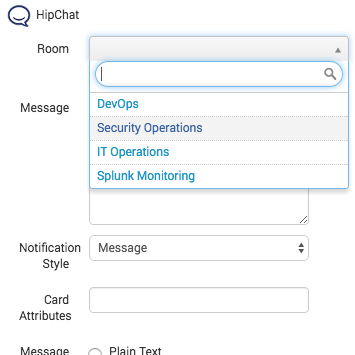 HipChat
Room
DevOps
Message
Security Operations
IT Operations
Splunk Monitoring
Notification
Style
Message
Card
Attributes
Message
Plain Text